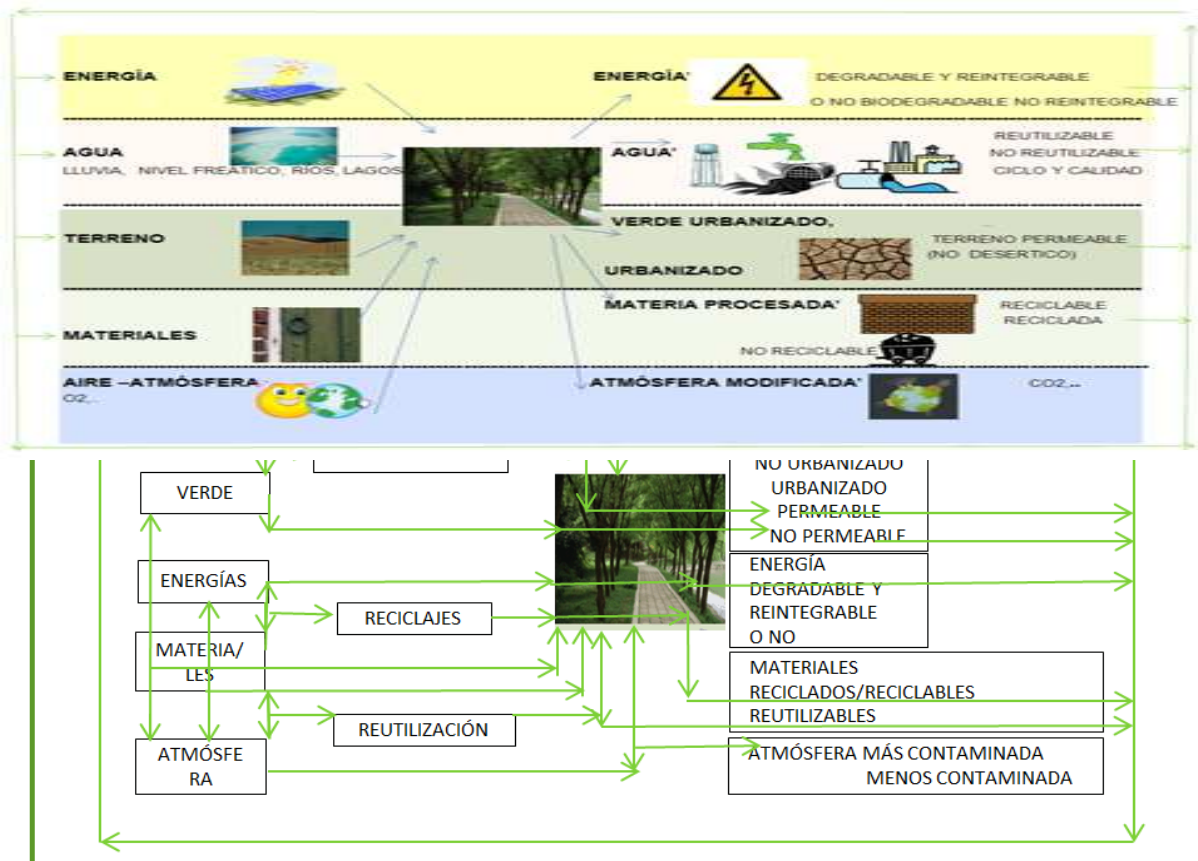 ENERGÍA
ENERGÍA'
DEGRADABLE Y REINTEGRABLE
O NO BIODEGRADABLE NO REINTEGRABLE
AGUA
LLUVIA, NIVEL FREÁTICO, RÍOS, LAGOS
AGUA'
REUTILIZABLE
NO REUTILIZABLE
CICLO Y CALIDAD
TERRENO
VERDE URBANIZADO,
TERRENO PERMEABLE
(NO DESERTICO)
URBANIZADO
MATERIALES
MATERIA PROCESADA'
RECICLABLE
RECICLADA
NO RECICLABLE
AIRE –ATMÓSFERA
O2,..
ATMÓSFERA MODIFICADA'
CO2,..
VERDE
NO URBANIZADO
URBANIZADO
PERMEABLE
NO PERMEABLE
ENERGÍAS
ENERGÍA
DEGRADABLE Y
REINTEGRABLE
O NO
RECICLAJES
MATERIA/
LES
MATERIALES
RECICLADOS/RECICLABLES
REUTILIZABLES
REUTILIZACIÓN
ATMÓSFE
RA
ATMÓSFERA MÁS CONTAMINADA
MENOS CONTAMINADA